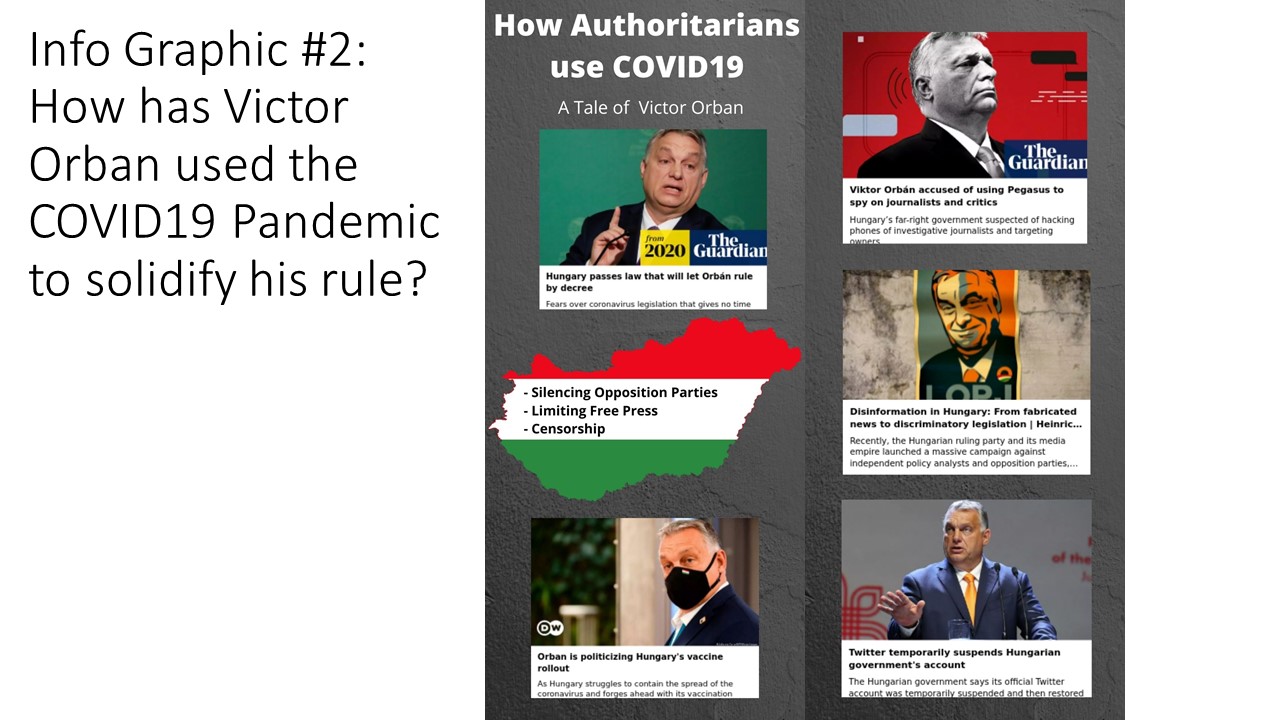 Info Graphic #2:
How has Victor
Orban used the
COVID19 Pandemic
to solidify his rule?
How Authoritarians
use COVID19
A Tale of Victor Orban
from
2020
The
Guardian
Hungary passes law that will let Orbán rule
by decree
Fears over coronavirus legislation that gives no time
- Silencing Opposition Parties
- Limiting Free Press
- Censorship
DW
Orban is politicizing Hungary's vaccine
rollout
As Hungary struggles to contain the spread of the
coronavirus and forges ahead with its vaccination
The
Guardian
Viktor Orbán accused of using Pegasus to
spy on journalists and critics
Hungary's far-right government suspected of hacking
phones of investigative journalists and targeting
owners
Disinformation in Hungary: From fabricated
news to discriminatory legislation | Heinric...
Recently, the Hungarian ruling party and its media
empire launched a massive campaign against
independent policy analysts and opposition parties,...
of the
Twitter temporarily suspends Hungarian
government's account
The Hungarian government says its official Twitter
account was temporarily suspended and then restored